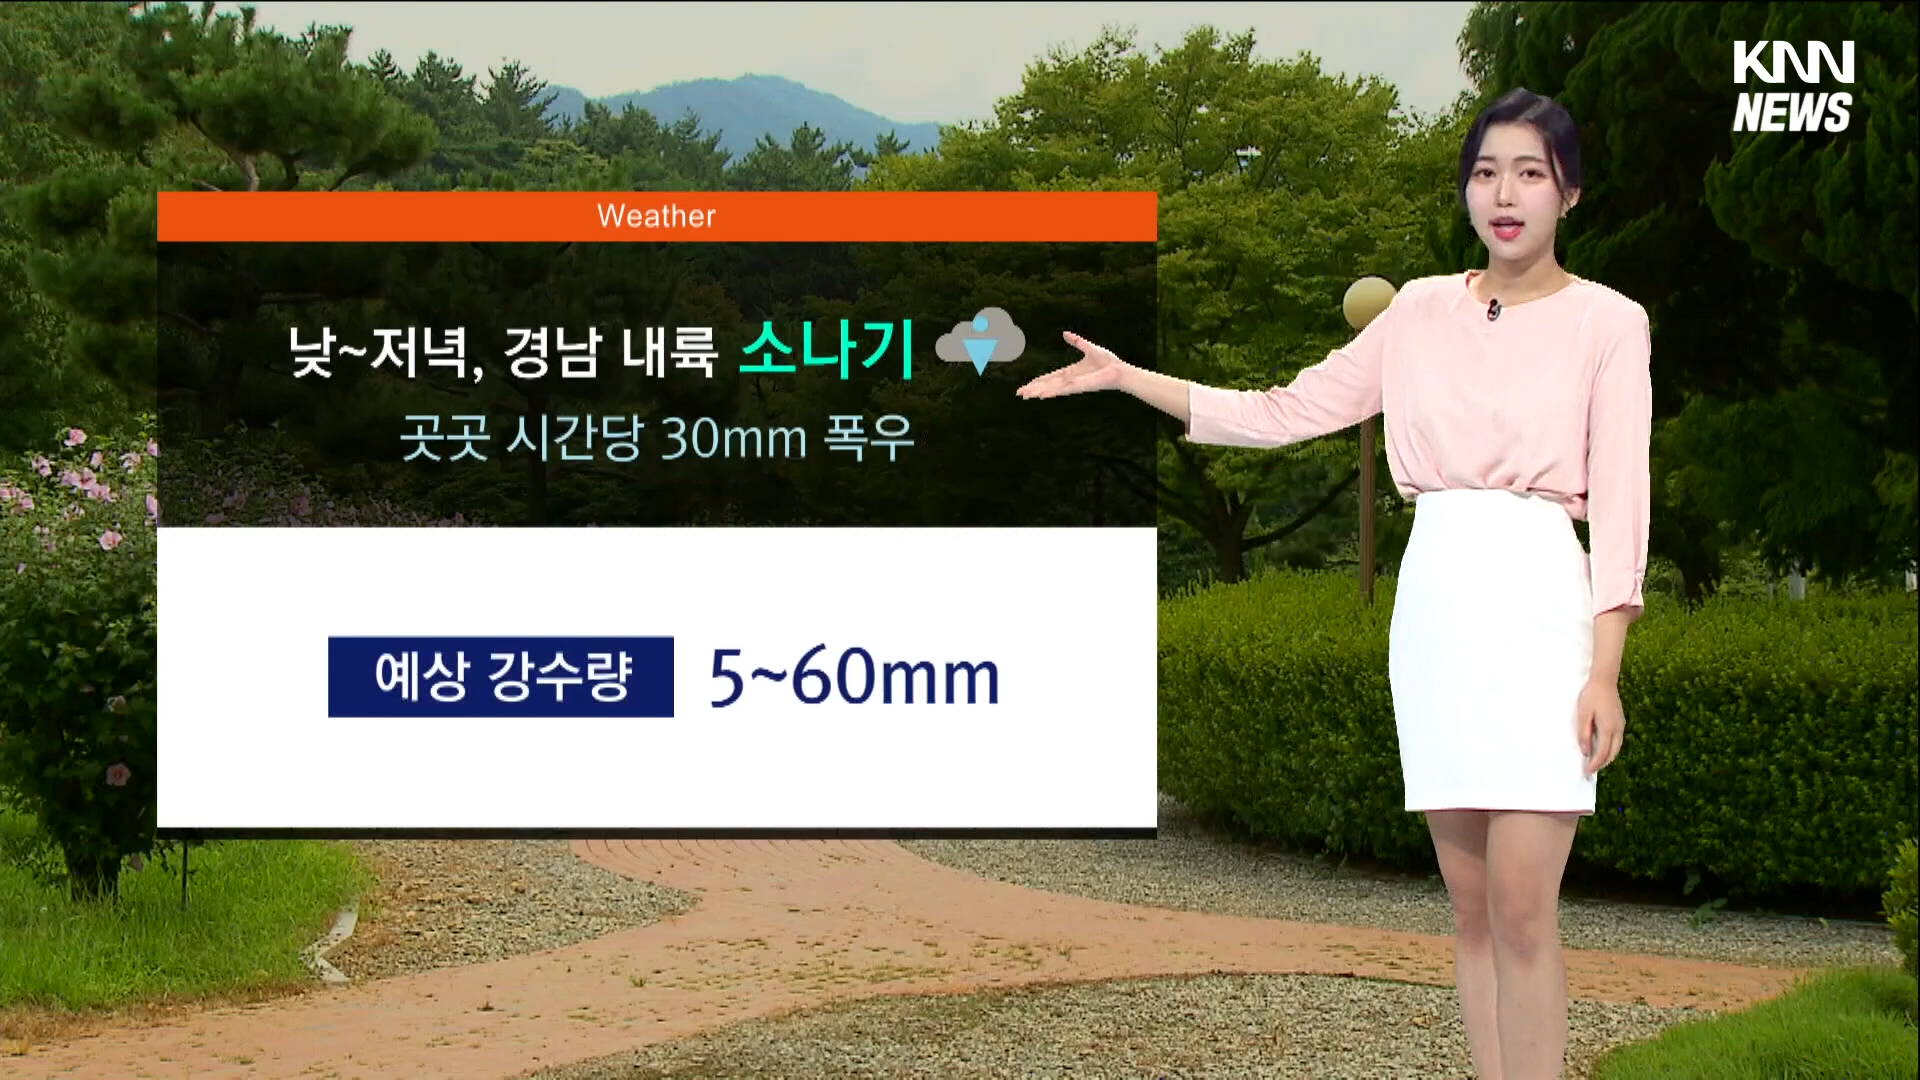 KNN
NEWS
Weather
낮~저녁, 경남 내륙 소나기
곳곳 시간당 30mm 폭우
예상 강수량 5~60mm